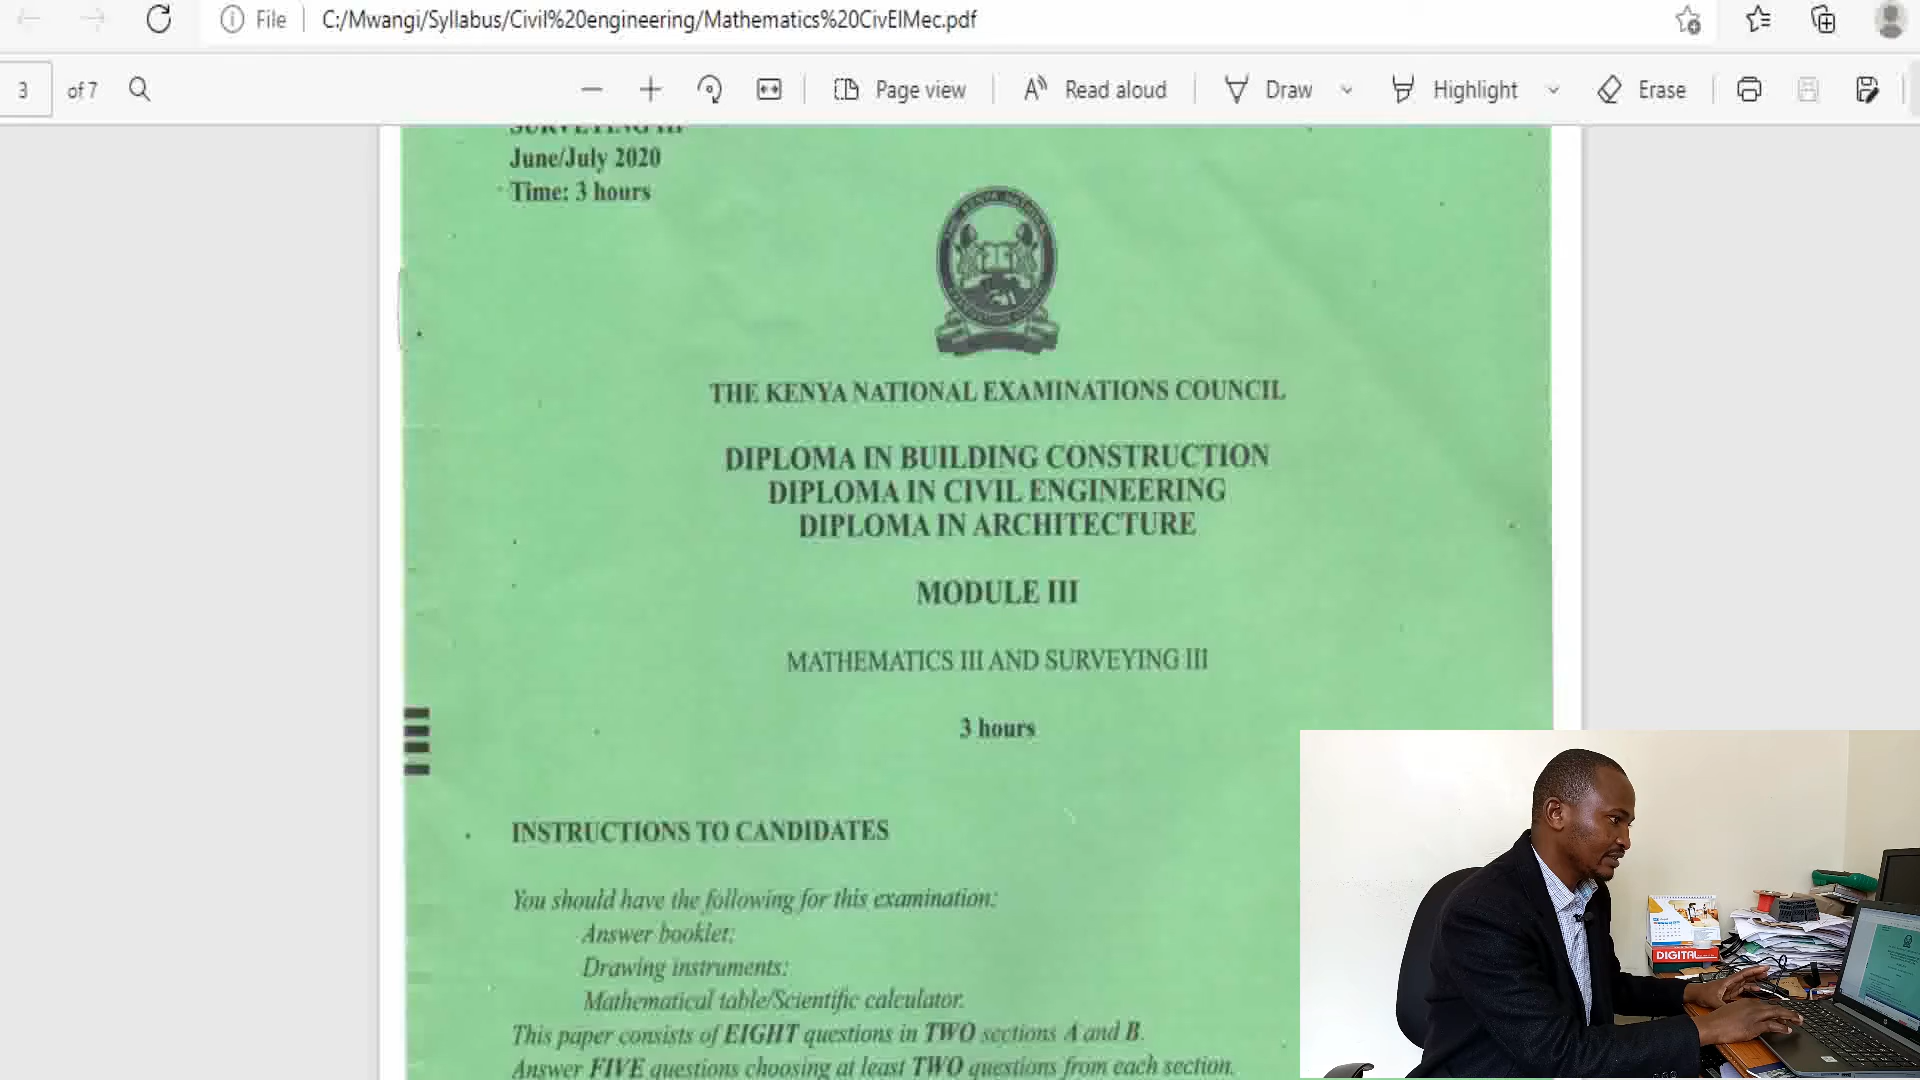 File
C:/Mwangi/Syllabus/Civil%20engineering/Mathematics%20CivElMec.pdf
3 of 7
Page view
Read aloud
Draw
Highlight
Erase
SURVEYING III
June/July 2020
Time: 3 hours
THE KENYA NATIONAL EXAMINATIONS COUNCIL
DIPLOMA IN BUILDING CONSTRUCTION
DIPLOMA IN CIVIL ENGINEERING
DIPLOMA IN ARCHITECTURE
MODULE III
MATHEMATICS III AND SURVEYING III
3 hours
INSTRUCTIONS TO CANDIDATES
You should have the following for this examination:
Answer booklet;
Drawing instruments;
Mathematical table/Scientific calculator.
This paper consists of EIGHT questions in TWO sections A and B.
Answer FIVE questions choosing at least TWO questions from each section.
DIGITAL